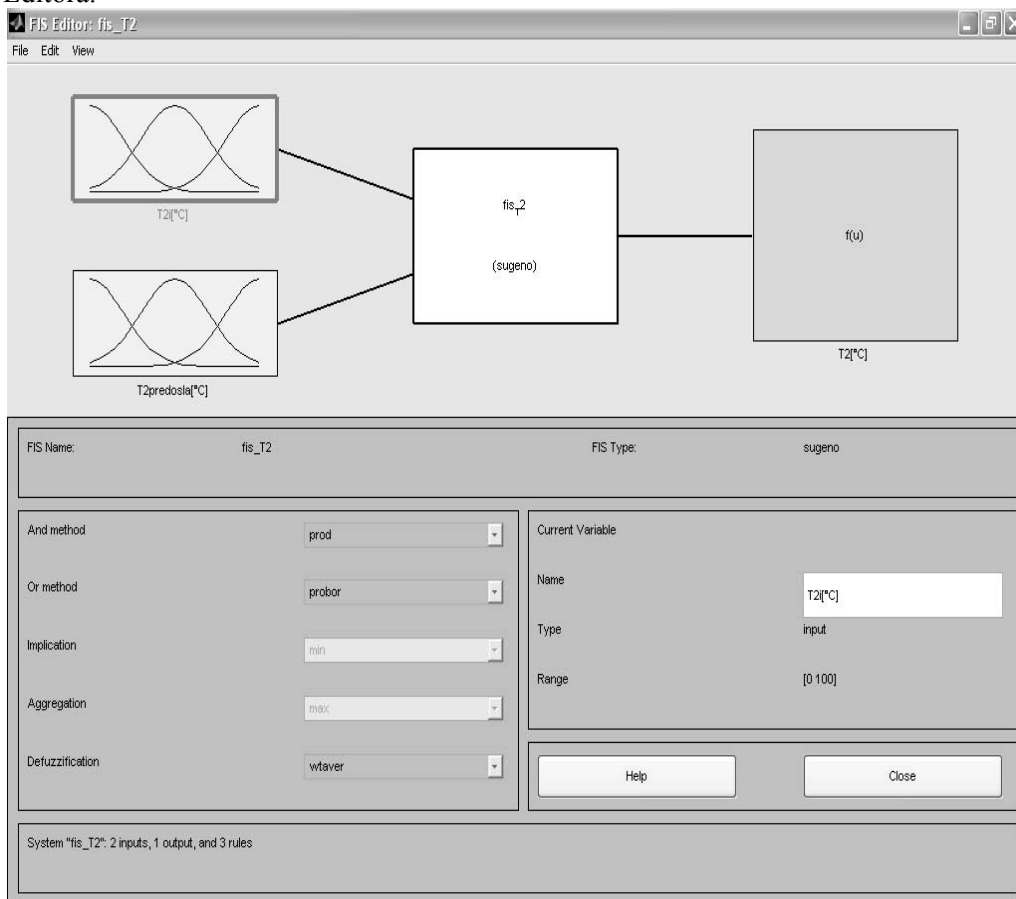 Editora.
FIS Editor: fis_T2
File Edit View
T2i[°C]
T2predosla[°C]
fis_T2
(sugeno)
f(u)
T2[°C]
FIS Name: fis_T2 FIS Type: sugeno
And method prod
Or method probor
Implication min
Aggregation max
Defuzzification wtaver
Current Variable
Name T2i[°C]
Type input
Range [0 100]
Help Close
System "fis_T2": 2 inputs, 1 output, and 3 rules